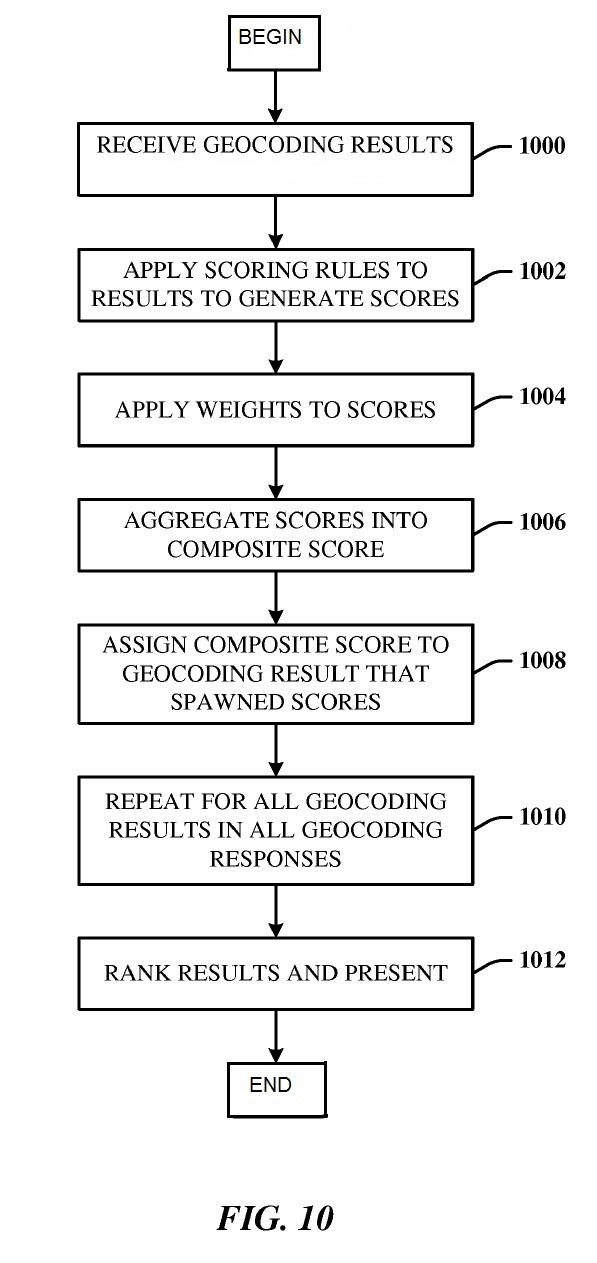 BEGIN
RECEIVE GEOCODING RESULTS
1000
APPLY SCORING RULES TO
RESULTS TO GENERATE SCORES
1002
APPLY WEIGHTS TO SCORES
1004
AGGREGATE SCORES INTO
COMPOSITE SCORE
1006
ASSIGN COMPOSITE SCORE TO
GEOCODING RESULT THAT
SPAWNED SCORES
1008
REPEAT FOR ALL GEOCODING
RESULTS IN ALL GEOCODING
RESPONSES
1010
RANK RESULTS AND PRESENT
1012
END
FIG. 10